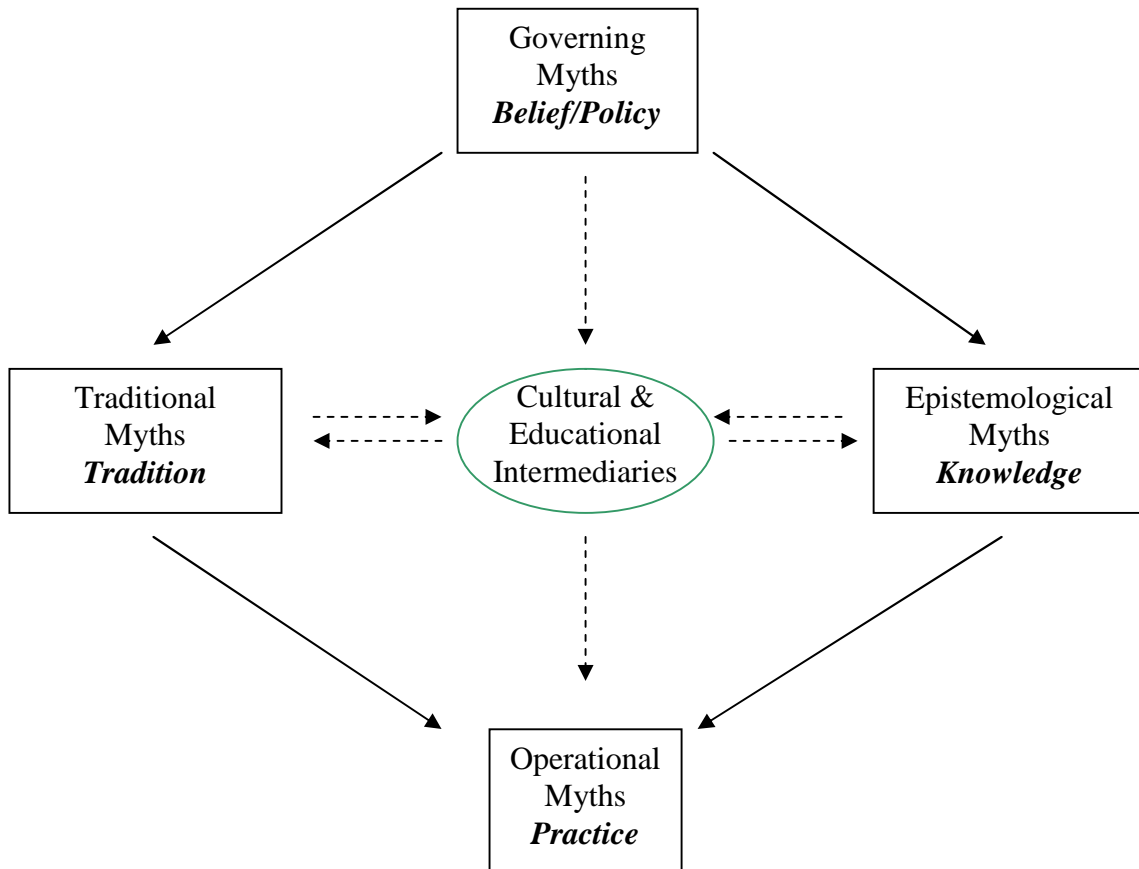 Governing
Myths
Belief/Policy
Traditional
Myths
Tradition
Cultural &
Educational
Intermediaries
Epistemological
Myths
Knowledge
Operational
Myths
Practice